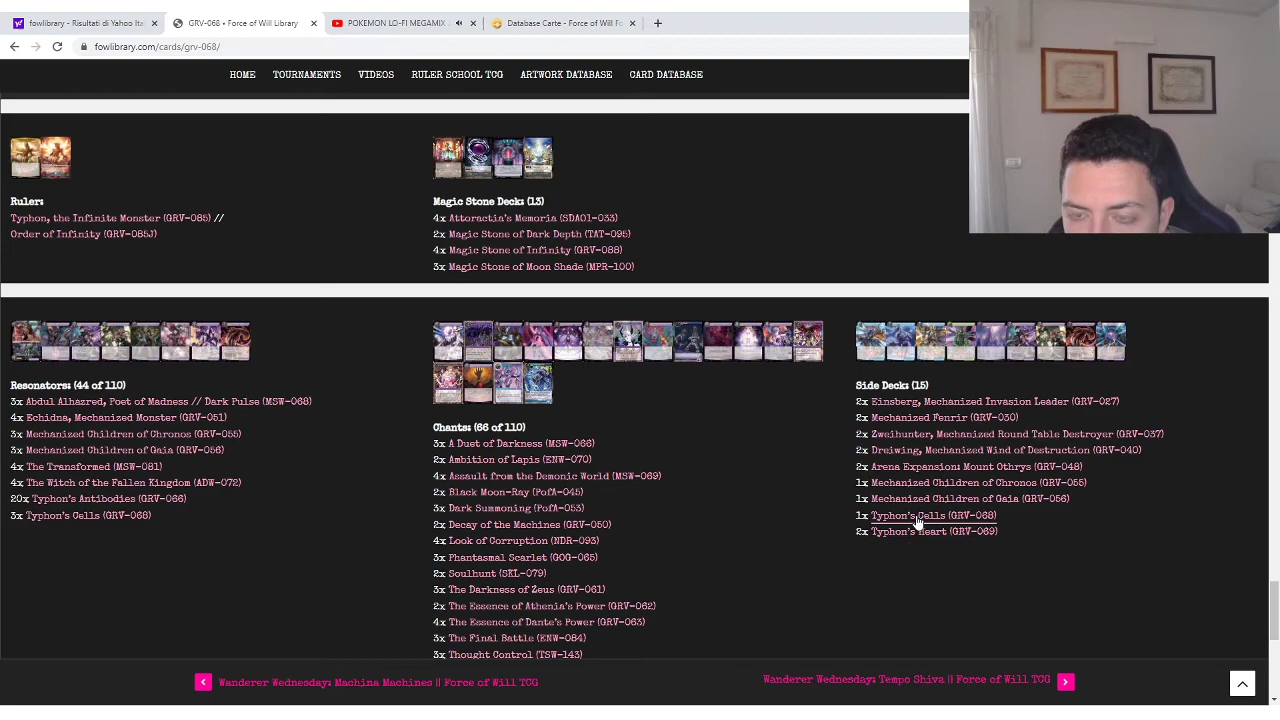 fowlibrary - Risultati di Yahoo Ita
GRV-068 • Force of Will Library
POKEMON LO-FI MEGAMIX
Database Carte - Force of Will Fo
fowlibrary.com/cards/grv-068/
HOME
TOURNAMENTS
VIDEOS
RULER SCHOOL TCG
ARTWORK DATABASE
CARD DATABASE
Ruler:
Typhon, the Infinite Monster (GRV-085) //
Order of Infinity (GRV-085J)
Magic Stone Deck: (13)
4x Attoractia's Memoria (SDAO1-033)
2x Magic Stone of Dark Depth (TAT-095)
4x Magic Stone of Infinity (GRV-088)
3x Magic Stone of Moon Shade (MPR-100)
Resonators: (44 of 110)
3x Abdul Alhazred, Poet of Madness // Dark Pulse (MSW-068)
4x Echidna, Mechanized Monster (GRV-051)
3x Mechanized Children of Chronos (GRV-055)
3x Mechanized Children of Gaia (GRV-056)
4x The Transformed (MSW-081)
4x The Witch of the Fallen Kingdom (ADW-072)
20x Typhon's Antibodies (GRV-066)
3x Typhon's Cells (GRV-068)
Chants: (66 of 110)
3x A Duet of Darkness (MSW-066)
2x Ambition of Lapis (ENW-070)
4x Assault from the Demonic World (MSW-069)
2x Black Moon-Ray (PofA-045)
3x Dark Summoning (PofA-053)
2x Decay of the Machines (GRV-050)
4x Look of Corruption (NDR-093)
3x Phantasmal Scarlet (GOG-065)
2x Soulhunt (SKL-079)
3x The Darkness of Zeus (GRV-061)
2x The Essence of Athenia's Power (GRV-062)
4x The Essence of Dante's Power (GRV-063)
3x The Final Battle (ENW-084)
3x Thought Control (TSW-143)
Side Deck: (15)
2x Einsberg, Mechanized Invasion Leader (GRV-027)
2x Mechanized Fenrir (GRV-030)
2x Zweihunter, Mechanized Round Table Destroyer (GRV-037)
2x Dreiwing, Mechanized Wind of Destruction (GRV-040)
2x Arena Expansion: Mount Othrys (GRV-048)
1x Mechanized Children of Chronos (GRV-055)
1x Mechanized Children of Gaia (GRV-056)
1x Typhon's Cells (GRV-068)
2x Typhon's Heart (GRV-069)
Wanderer Wednesday: Machina Machines || Force of Will TCG
Wanderer Wednesday: Tempo Shiva || Force of Will TCG